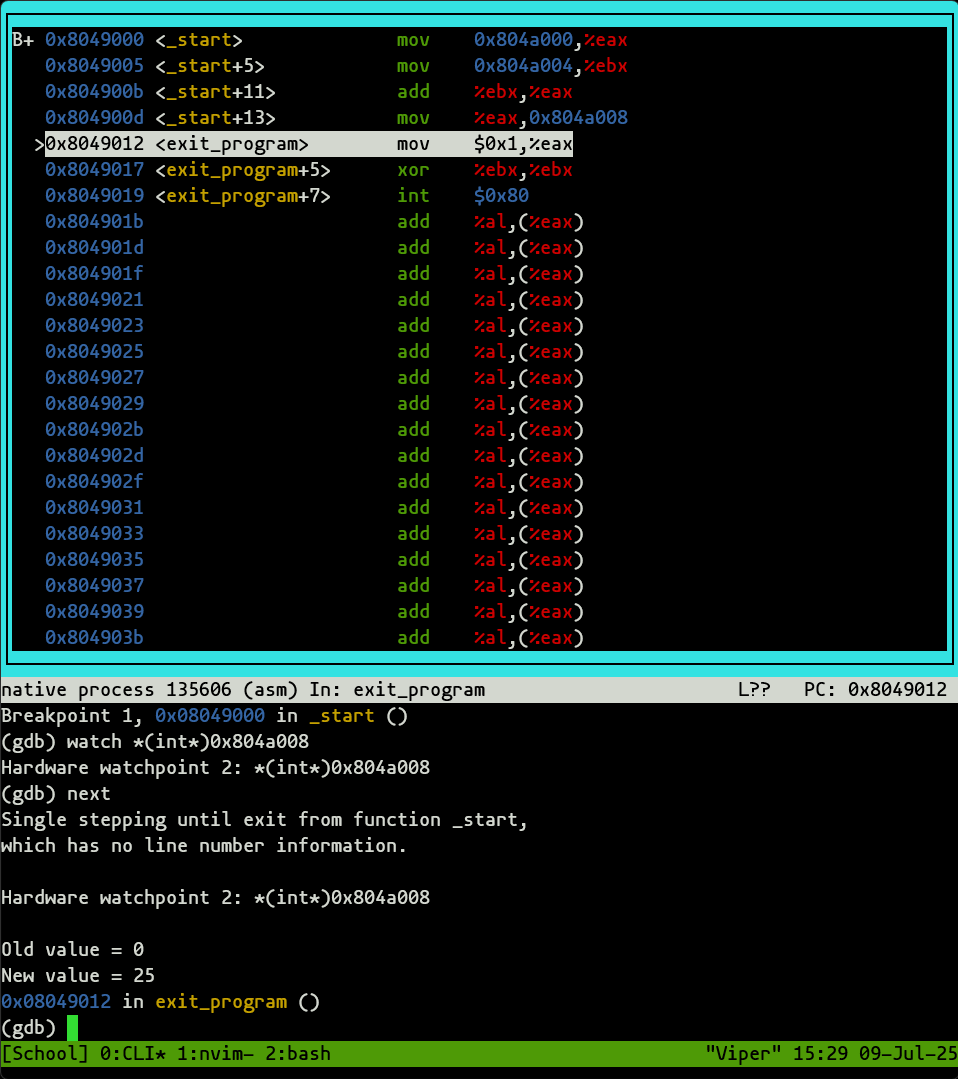 B+ 0x8049000 <_start> mov 0x804a000,%eax
0x8049005 <_start+5> mov 0x804a004,%ebx
0x804900b <_start+11> add %ebx,%eax
0x804900d <_start+13> mov %eax,0x804a008
>0x8049012 <exit_program> mov $0x1,%eax
0x8049017 <exit_program+5> xor %ebx,%ebx
0x8049019 <exit_program+7> int $0x80
0x804901b add %al,(%eax)
0x804901d add %al,(%eax)
0x804901f add %al,(%eax)
0x8049021 add %al,(%eax)
0x8049023 add %al,(%eax)
0x8049025 add %al,(%eax)
0x8049027 add %al,(%eax)
0x8049029 add %al,(%eax)
0x804902b add %al,(%eax)
0x804902d add %al,(%eax)
0x804902f add %al,(%eax)
0x8049031 add %al,(%eax)
0x8049033 add %al,(%eax)
0x8049035 add %al,(%eax)
0x8049037 add %al,(%eax)
0x8049039 add %al,(%eax)
0x804903b add %al,(%eax)
native process 135606 (asm) In: exit_program L?? PC: 0x8049012
Breakpoint 1, 0x08049000 in _start ()
(gdb) watch *(int*)0x804a008
Hardware watchpoint 2: *(int*)0x804a008
(gdb) next
Single stepping until exit from function _start,
which has no line number information.
Hardware watchpoint 2: *(int*)0x804a008
Old value = 0
New value = 25
0x08049012 in exit_program ()
(gdb)
[School] 0:CLI* 1:nvim- 2:bash "Viper" 15:29 09-Jul-25